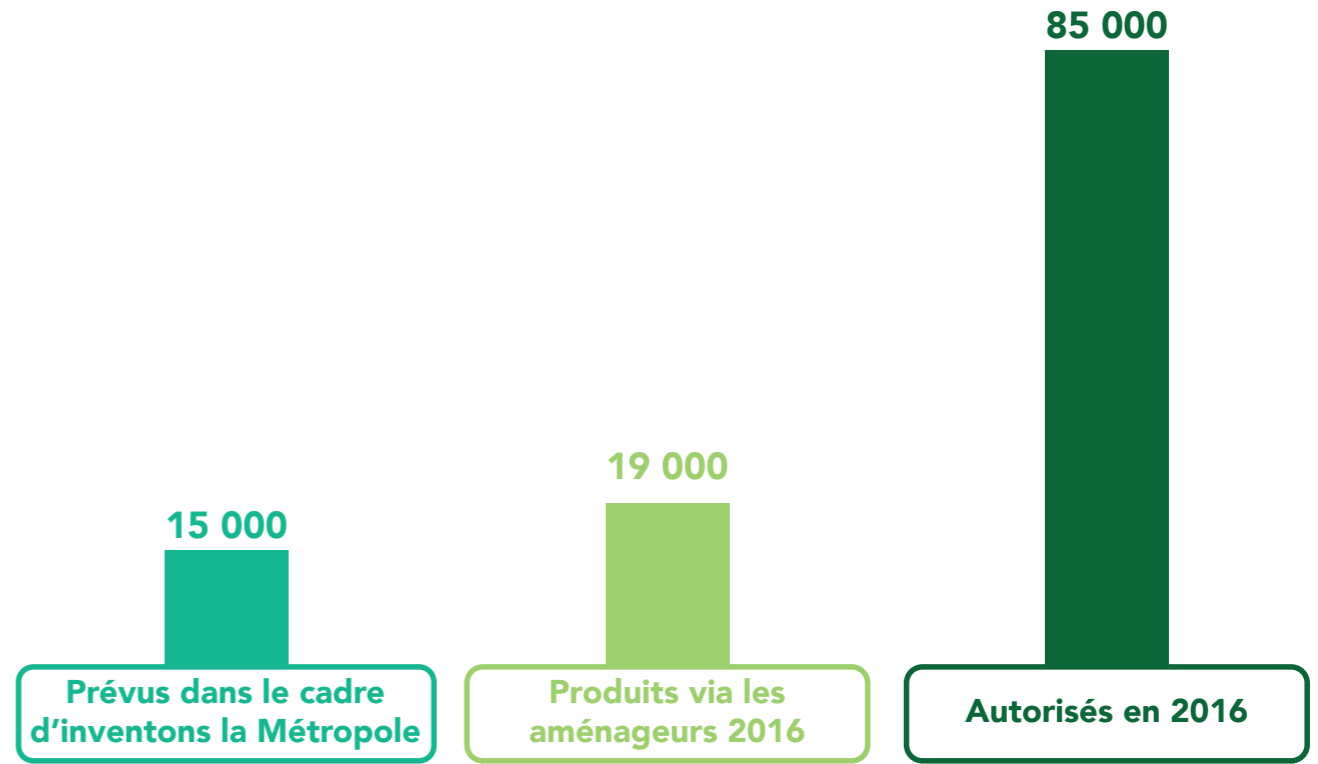 85 000
19 000
15 000
Prévus dans le cadre
d’inventons la Métropole
Produits via les
aménageurs 2016
Autorisés en 2016